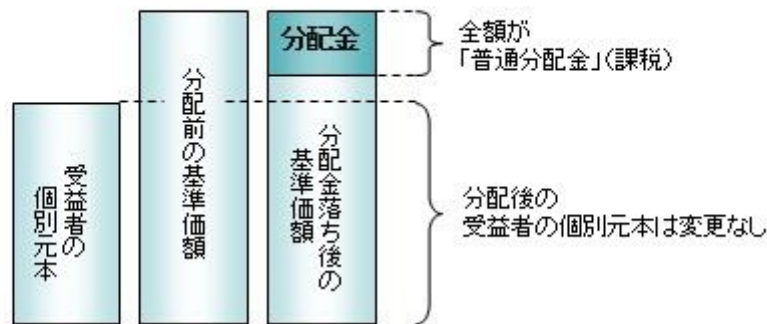 受益者の
個別元本
分配前の基準価額
分配金
分配金落ち後の
基準価額
全額が
「普通分配金」(課税)
分配後の
受益者の個別元本は変更なし